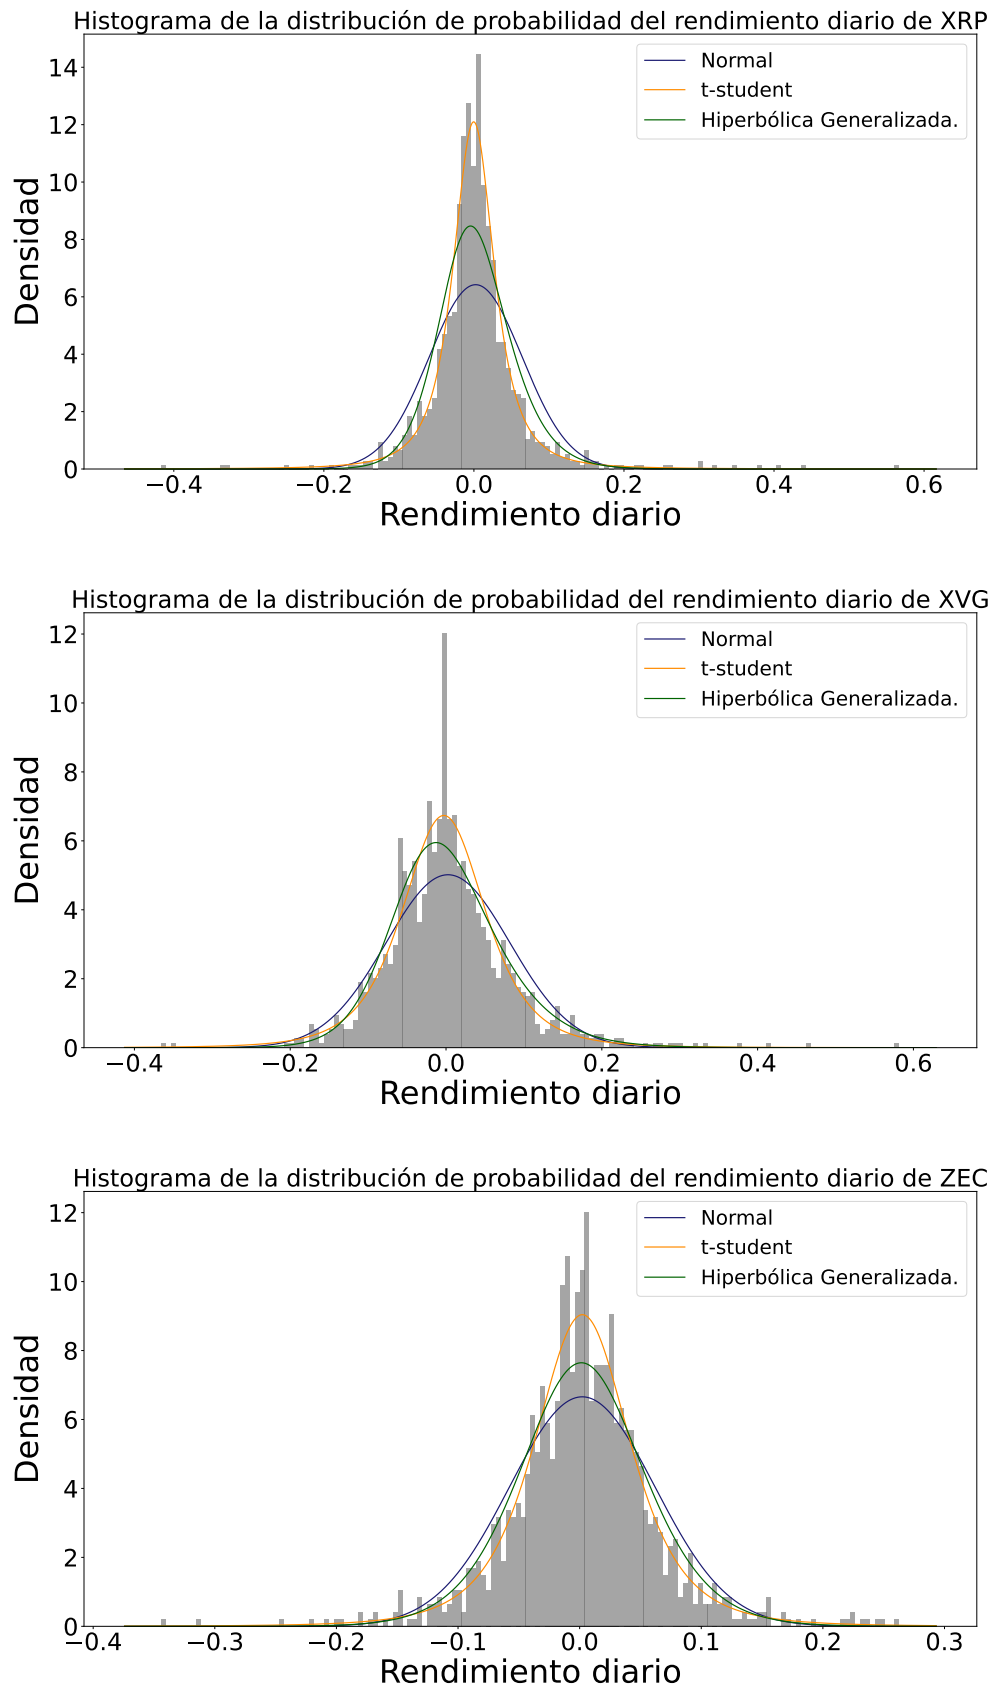 Histograma de la distribución de probabilidad del rendimiento diario de XRP
Normal
t-student
Hiperbólica Generalizada.
Densidad
14
12
10
8
6
4
2
0
−0.4 −0.2 0.0 0.2 0.4 0.6
Rendimiento diario
Histograma de la distribución de probabilidad del rendimiento diario de XVG
Normal
t-student
Hiperbólica Generalizada.
Densidad
12
10
8
6
4
2
0
−0.4 −0.2 0.0 0.2 0.4 0.6
Rendimiento diario
Histograma de la distribución de probabilidad del rendimiento diario de ZEC
Normal
t-student
Hiperbólica Generalizada.
Densidad
12
10
8
6
4
2
0
−0.4 −0.3 −0.2 −0.1 0.0 0.1 0.2 0.3
Rendimiento diario